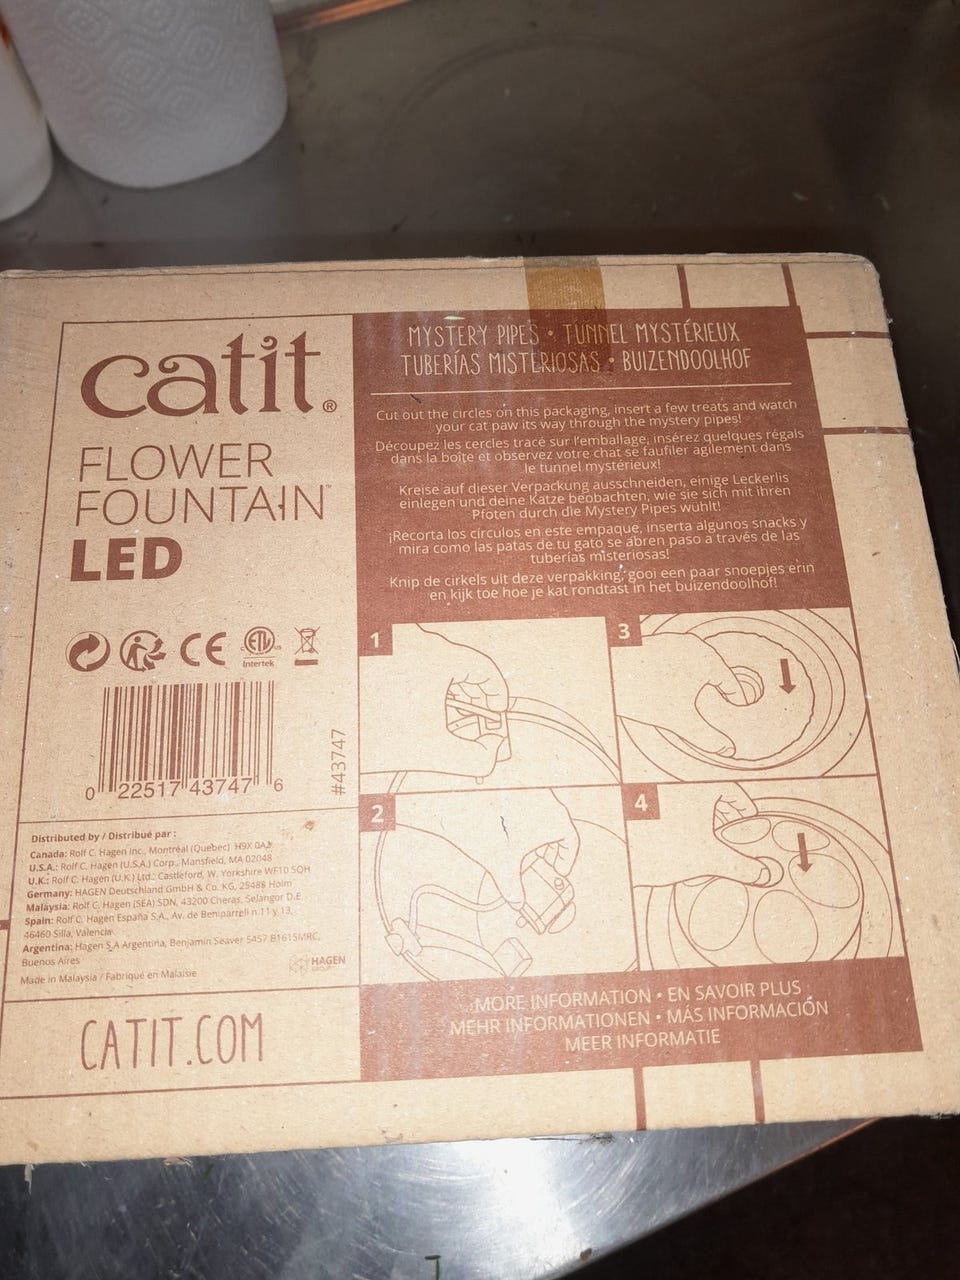 catit®
FLOWER
FOUNTAIN™
LED
Intertek
0 22517 43747 6
#43747
Distributed by / Distribué par :
Canada: Rolf C. Hagen Inc., Montréal (Quebec) H9X 0A2
U.S.A.: Rolf C. Hagen (U.S.A.) Corp., Mansfield, MA 02048
U.K.: Rolf C. Hagen (U.K.) Ltd.: Castleford, W. Yorkshire WF10 5QH
Germany: HAGEN Deutschland GmbH & Co. KG, 25488 Holm
Malaysia: Rolf C. Hagen (SEA) SDN, 43200 Cheras, Selangor D.E.
Spain: Rolf C. Hagen España S.A., Av. de Beniparrell n.11 y 13,
46460 Silla, Valencia
Argentina: Hagen S.A Argentina, Benjamin Seaver 5457 B1615MRC,
Buenos Aires
HAGEN
GROUP
Made in Malaysia / Fabriqué en Malaisie
CATIT.COM
MYSTERY PIPES • TUNNEL MYSTÉRIEUX
TUBERÍAS MISTERIOSAS • BUIZENDOOLHOF
Cut out the circles on this packaging, insert a few treats and watch
your cat paw its way through the mystery pipes!
Découpez les cercles tracé sur l'emballage, insérez quelques régals
dans la boîte et observez votre chat se faufiler agilement dans
le tunnel mystérieux!
Kreise auf dieser Verpackung ausschneiden, einige Leckerlis
einlegen und deine Katze beobachten, wie sie sich mit ihren
Pfoten durch die Mystery Pipes wühlt!
¡Recorta los círculos en este empaque, inserta algunos snacks y
mira como las patas de tu gato se abren paso a través de las
tuberías misteriosas!
Knip de cirkels uit deze verpakking, gooi een paar snoepjes erin
en kijk toe hoe je kat rondtast in het buizendoolhof!
1
3
2
4
MORE INFORMATION • EN SAVOIR PLUS
MEHR INFORMATIONEN • MÁS INFORMACIÓN
MEER INFORMATIE